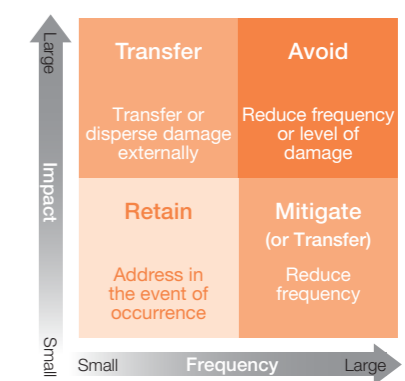 Large
Impact
Small
Transfer
Transfer or
disperse damage
externally
Avoid
Reduce frequency
or level of
damage
Retain
Address in
the event of
occurrence
Mitigate
(or Transfer)
Reduce
frequency
Small
Frequency
Large